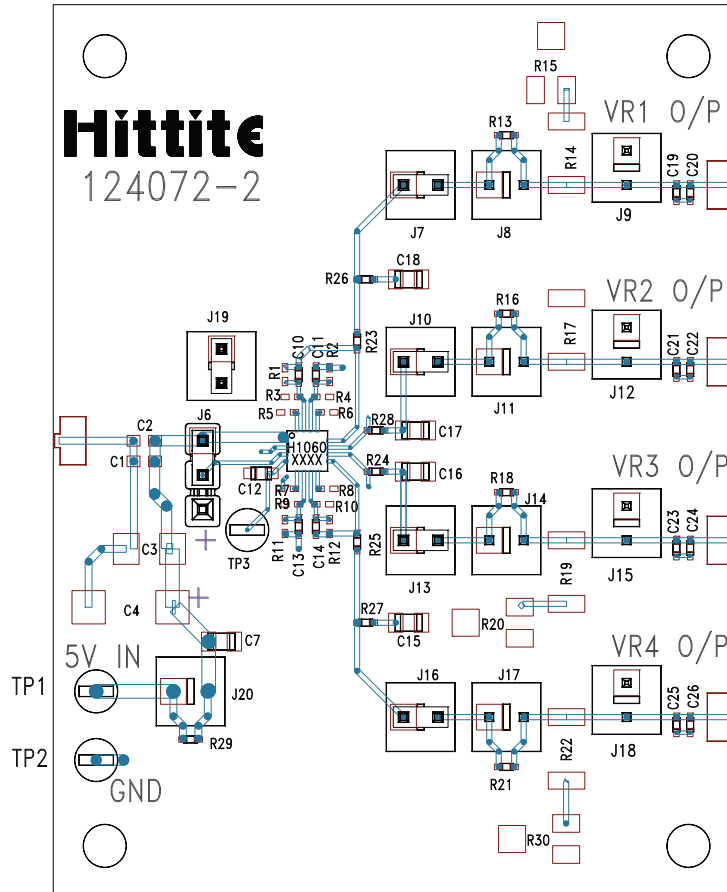 R15
VR1 O/P
Hittite
R13
R14
C19
C20
124072-2
J7
J8
J9
C18
R26
VR2 O/P
R16
J19
J10
R17
R23
C10
C11
R2
R1
C21
C22
J11
J12
R3
R4
J6
R5
R6
C2
R28
C17
H1060
XXXX
VR3 O/P
C1
R24
C16
C12
R18
R7
R8
J14
R9
R10
C23
C24
C3
TP3
R11
C13
C14
R12
R25
J13
J15
R19
C4
R27
R20
C15
5V IN
C7
VR4 O/P
J16
J17
TP1
J20
C25
C26
R29
R22
J18
TP2
GND
R21
R30